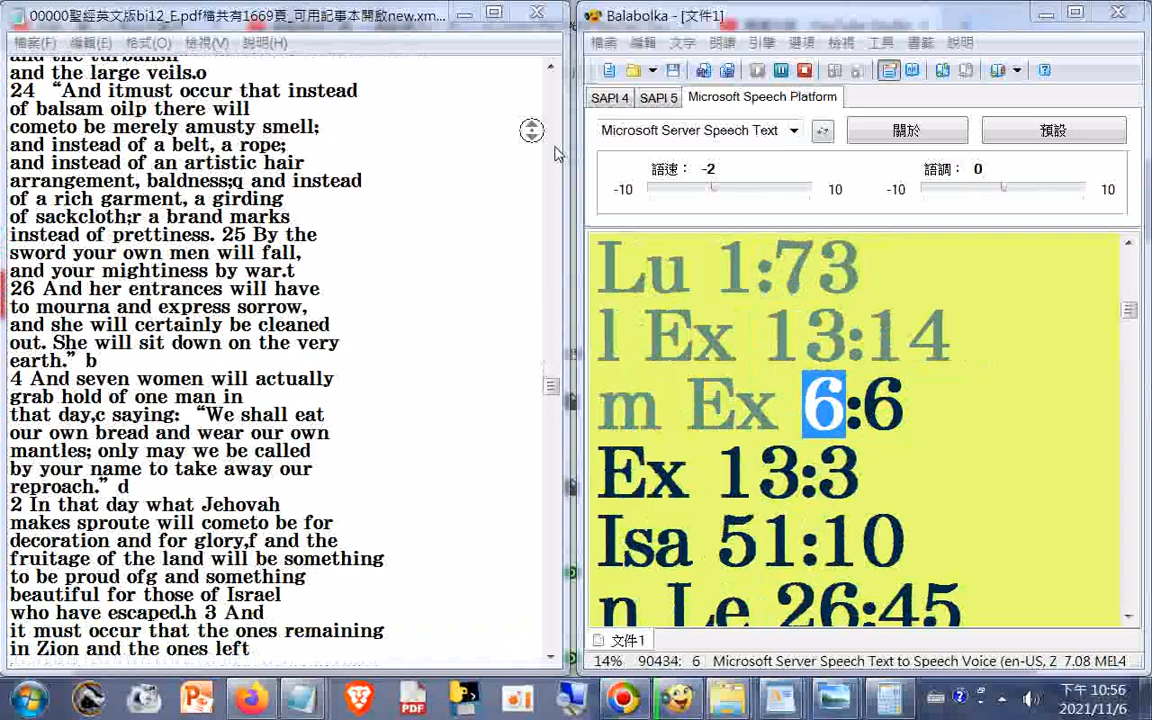 00000聖經英文版bi12_E.pdf檔共有1669頁_可用記事本開啟new.xm...
檔案(F) 編輯(E) 格式(O) 檢視(V) 說明(H)
and the large veils.o
24 “And itmust occur that instead
of balsam oilp there will
cometo be merely amusty smell;
and instead of a belt, a rope;
and instead of an artistic hair
arrangement, baldness;q and instead
of a rich garment, a girding
of sackcloth;r a brand marks
instead of prettiness. 25 By the
sword your own men will fall,
and your mightiness by war.t
26 And her entrances will have
to mourna and express sorrow,
and she will certainly be cleaned
out. She will sit down on the very
earth.” b
4 And seven women will actually
grab hold of one man in
that day,c saying: “We shall eat
our own bread and wear our own
mantles; only may we be called
by your name to take away our
reproach.” d
2 In that day what Jehovah
makes sproute will cometo be for
decoration and for glory,f and the
fruitage of the land will be something
to be proud ofg and something
beautiful for those of Israel
who have escaped.h 3 And
it must occur that the ones remaining
in Zion and the ones left
Balabolka - [文件1]
檔案 編輯 文字 朗讀 引擎 選項 檢視 工具 書籤 說明
SAPI 4 SAPI 5 Microsoft Speech Platform
Microsoft Server Speech Text 關於 預設
語速： -2 語調： 0
-10 10 -10 10
Lu 1:73
l Ex 13:14
m Ex 6:6
Ex 13:3
Isa 51:10
n Le 26:45
文件1
14% 90434: 6 Microsoft Server Speech Text to Speech Voice (en-US, Z 7.08 MB
下午 10:56
2021/11/6